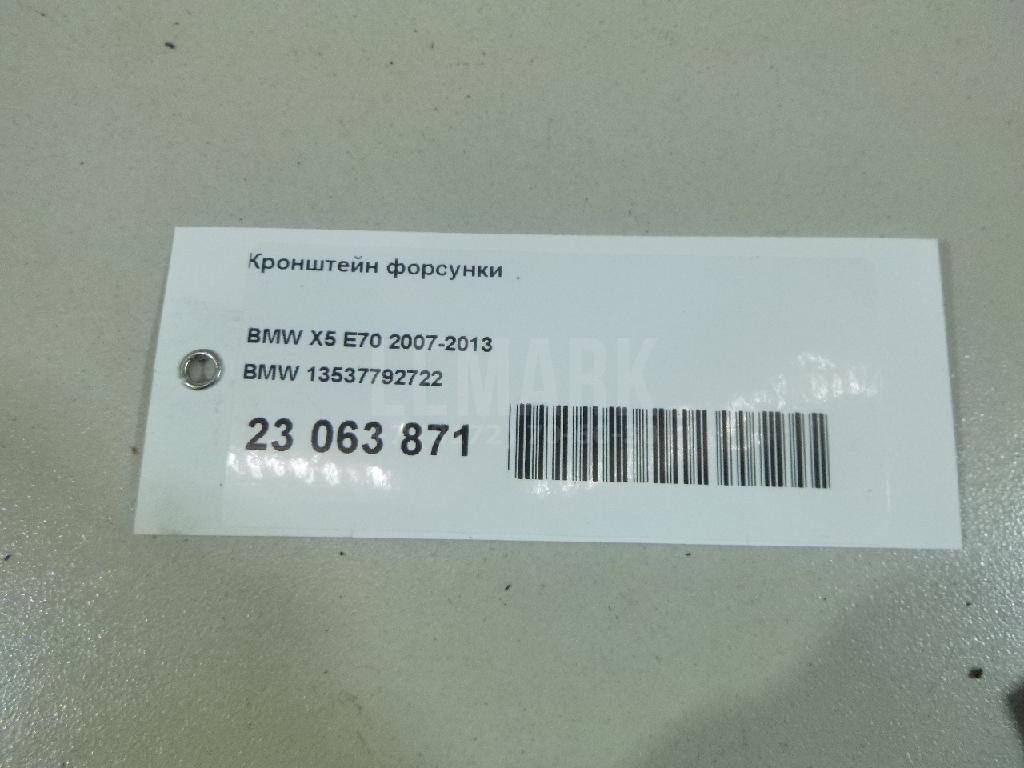 Кронштейн форсунки
BMW X5 E70 2007-2013
BMW 13537792722
23 063 871